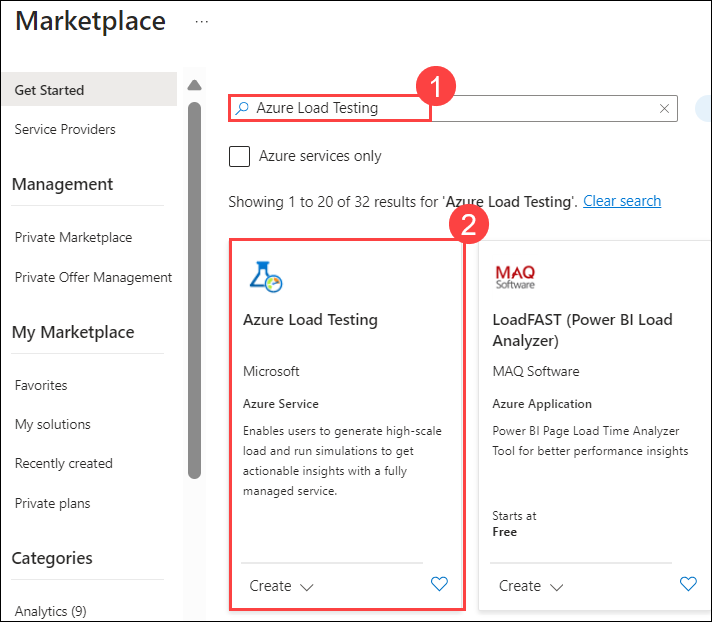 Marketplace ...
Get Started
Service Providers
Management
Private Marketplace
Private Offer Management
My Marketplace
Favorites
My solutions
Recently created
Private plans
Categories
Analytics (9)
1
Azure Load Testing
Azure services only
Showing 1 to 20 of 32 results for 'Azure Load Testing'. Clear search
2
Azure Load Testing
Microsoft
Azure Service
Enables users to generate high-scale
load and run simulations to get
actionable insights with a fully
managed service.
Create
MAQ
Software
LoadFAST (Power BI Load
Analyzer)
MAQ Software
Azure Application
Power BI Page Load Time Analyzer
Tool for better performance insights
Starts at
Free
Create